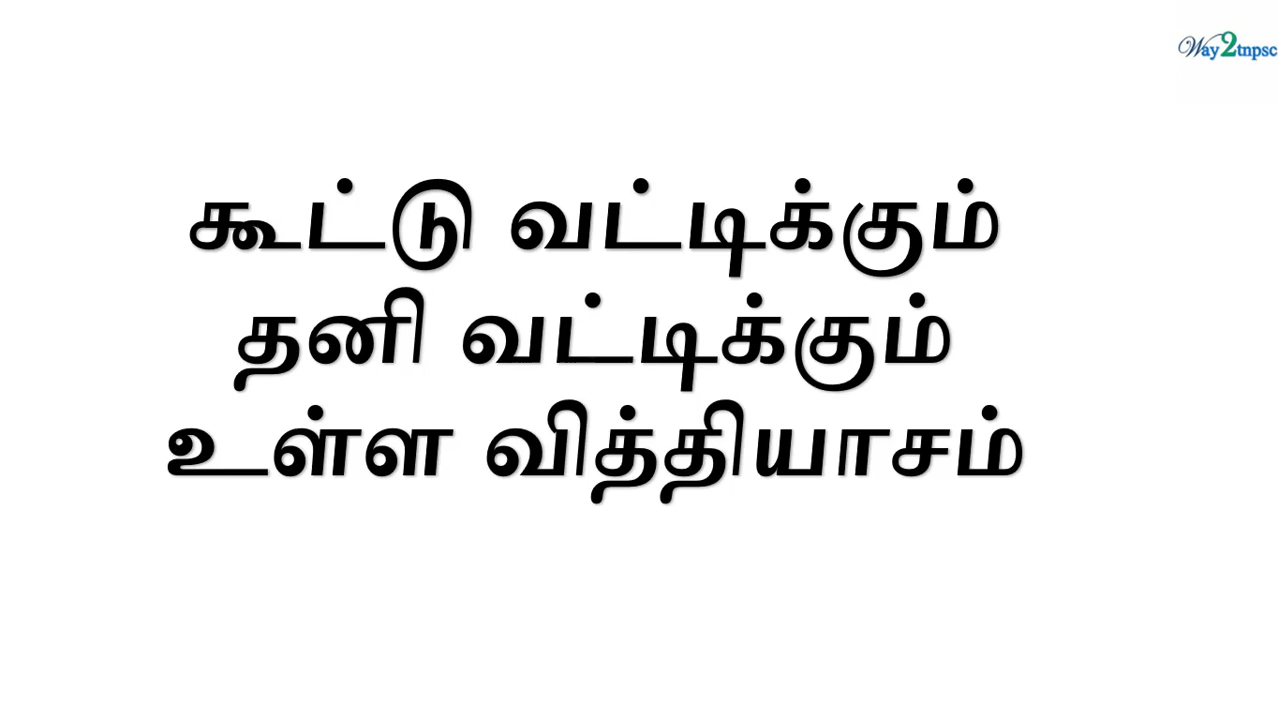 Way2tnpsc
கூட்டு வட்டிக்கும்
தனி வட்டிக்கும்
உள்ள வித்தியாசம்